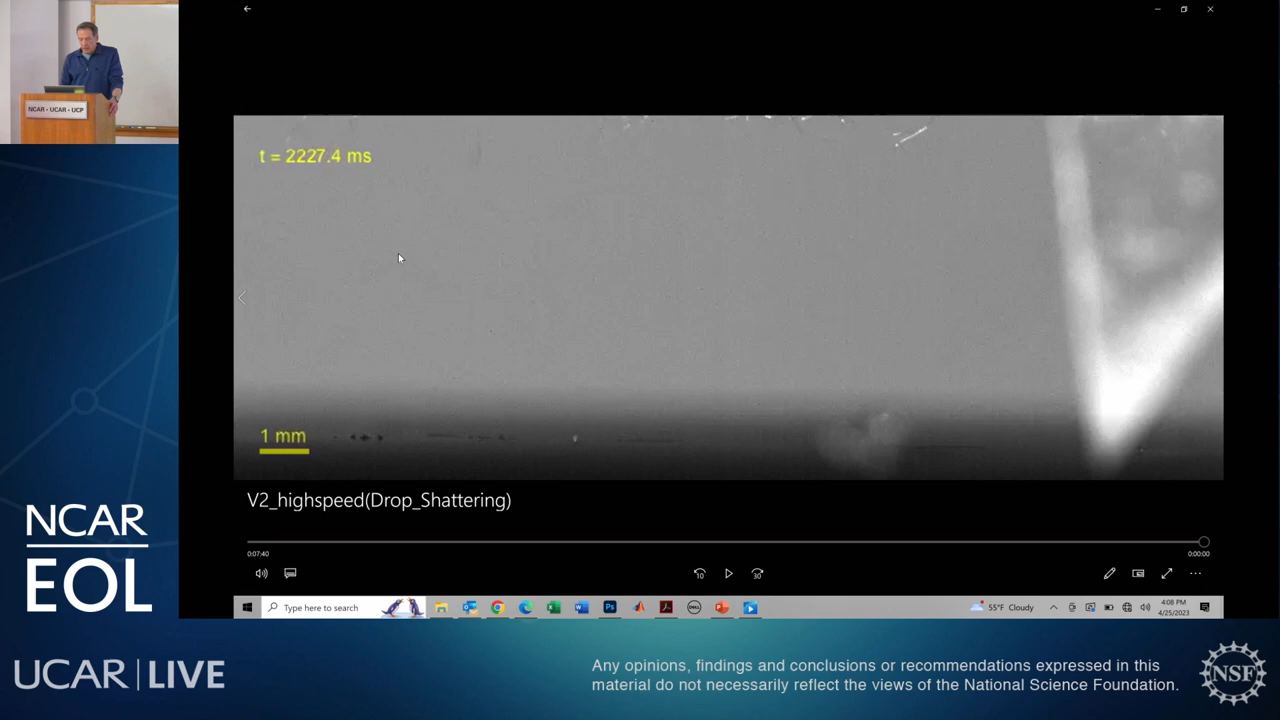 NCAR • UCAR • UCP
t = 2227.4 ms
1 mm
V2_highspeed(Drop_Shattering)
0:07:40
0:00:00
10
30
Type here to search
55°F Cloudy
4:08 PM
4/25/2023
NCAR
EOL
UCAR | LIVE
Any opinions, findings and conclusions or recommendations expressed in this
material do not necessarily reflect the views of the National Science Foundation.
NSF